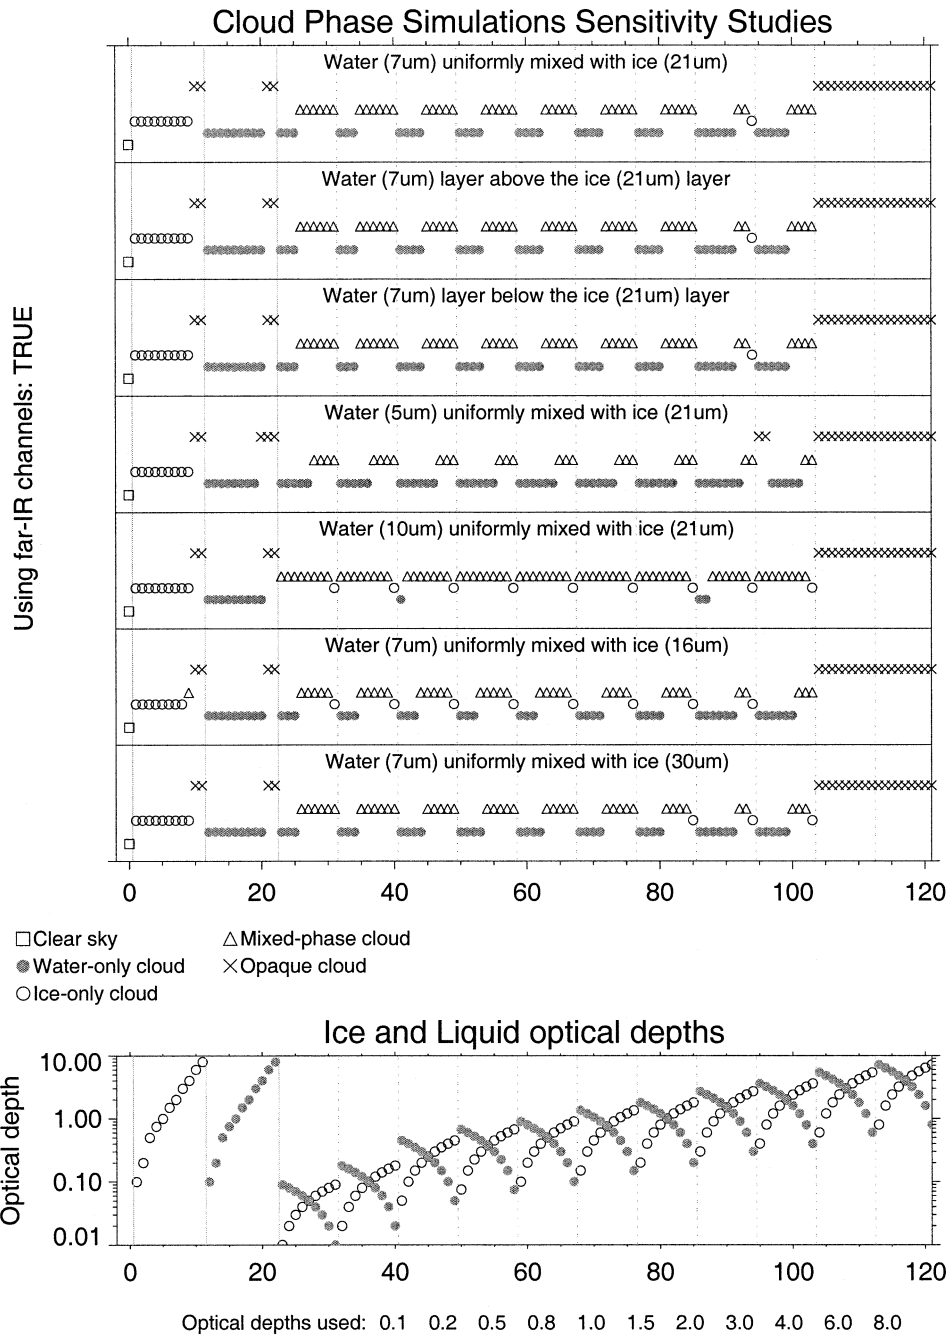 Cloud Phase Simulations Sensitivity Studies
Water (7um) uniformly mixed with ice (21um)
Water (7um) layer above the ice (21um) layer
Water (7um) layer below the ice (21um) layer
Water (5um) uniformly mixed with ice (21um)
Water (10um) uniformly mixed with ice (21um)
Water (7um) uniformly mixed with ice (16um)
Water (7um) uniformly mixed with ice (30um)
Using far-IR channels: TRUE
0 20 40 60 80 100 120
Clear sky
Mixed-phase cloud
Water-only cloud
Opaque cloud
Ice-only cloud
Ice and Liquid optical depths
Optical depth
10.00
1.00
0.10
0.01
0 20 40 60 80 100 120
Optical depths used: 0.1 0.2 0.5 0.8 1.0 1.5 2.0 3.0 4.0 6.0 8.0